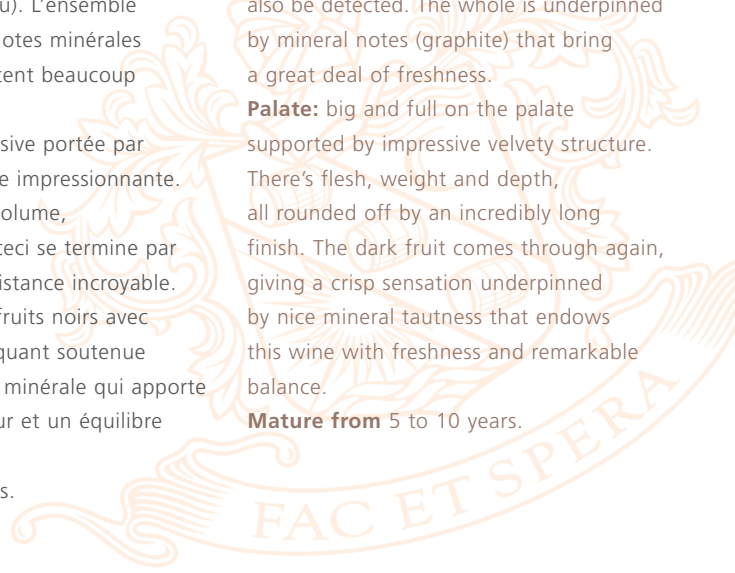 u). L’ensemble
otes minérales
tent beaucoup
sive portée par
e impressionnante.
olume,
ceci se termine par
istance incroyable.
fruits noirs avec
quant soutenue
minérale qui apporte
ur et un équilibre
s.
also be detected. The whole is underpinned
by mineral notes (graphite) that bring
a great deal of freshness.
Palate: big and full on the palate
supported by impressive velvety structure.
There’s flesh, weight and depth,
all rounded off by an incredibly long
finish. The dark fruit comes through again,
giving a crisp sensation underpinned
by nice mineral tautness that endows
this wine with freshness and remarkable
balance.
Mature from 5 to 10 years.
FAC ET SPERA